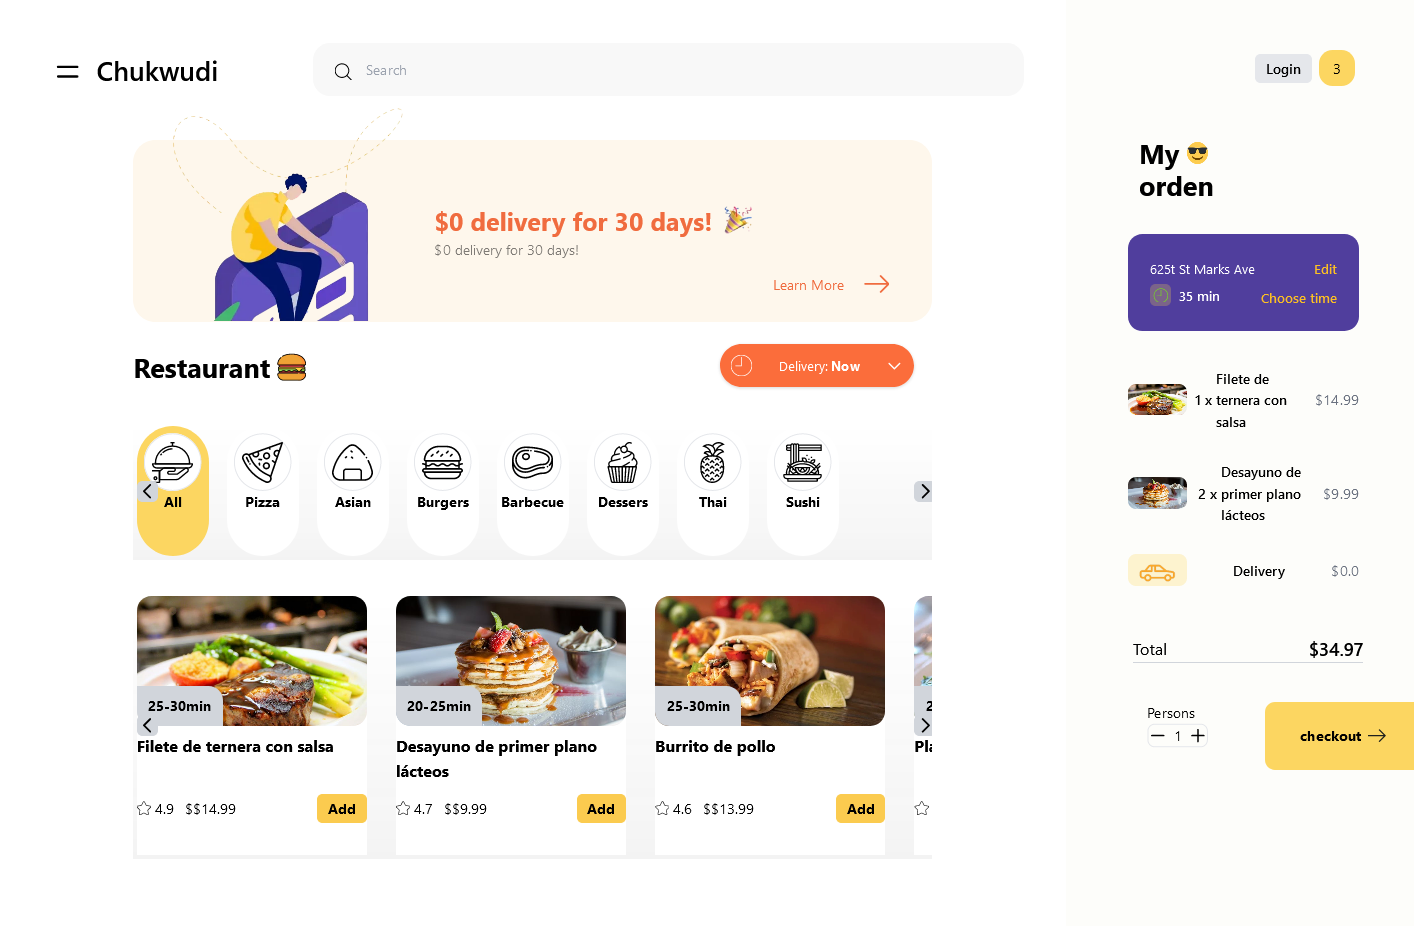 Chukwudi
Search
Login
3
$0 delivery for 30 days! 🎉
$0 delivery for 30 days!
Learn More
Restaurant 🍔
Delivery: Now
All
Pizza
Asian
Burgers
Barbecue
Dessers
Thai
Sushi
25-30min
Filete de ternera con salsa
4.9 $$14.99
Add
20-25min
Desayuno de primer plano
lácteos
4.7 $$9.99
Add
25-30min
Burrito de pollo
4.6 $$13.99
Add
2
Pla
My 😎
orden
625t St Marks Ave
Edit
35 min
Choose time
Filete de
1 x ternera con
salsa
$14.99
Desayuno de
2 x primer plano
lácteos
$9.99
Delivery
$0.0
Total
$34.97
Persons
1
checkout